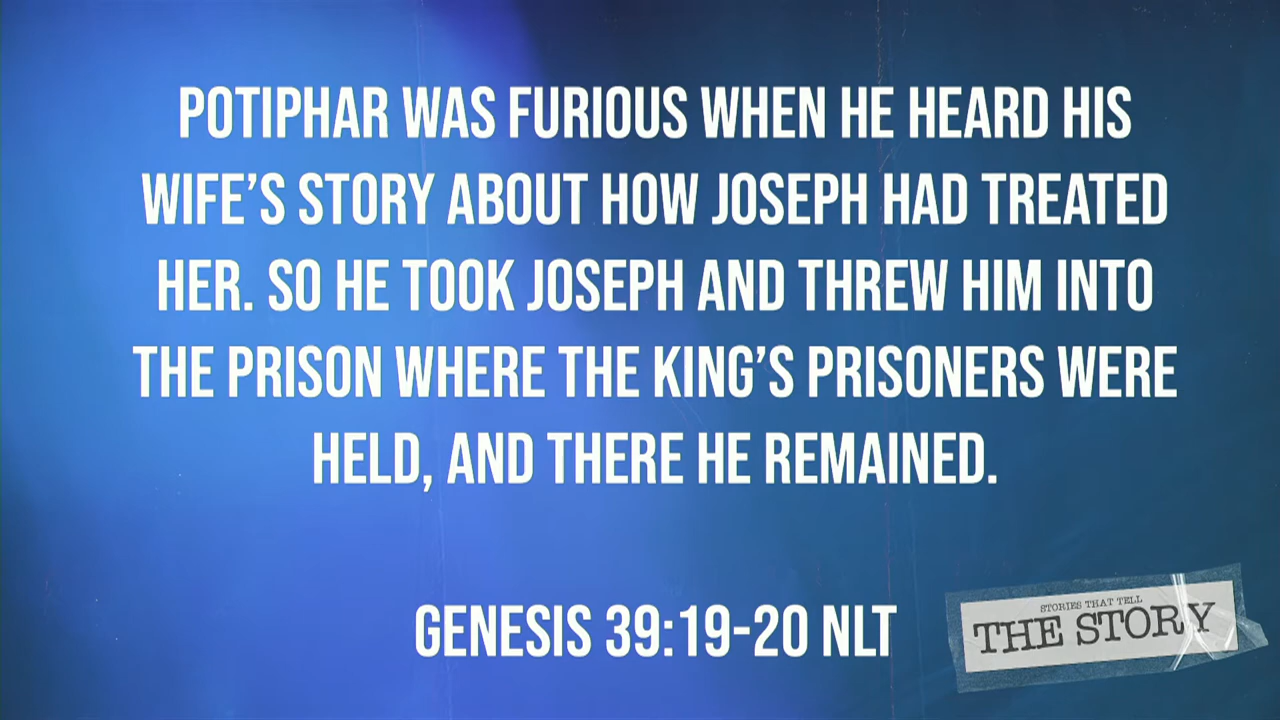 POTIPHAR WAS FURIOUS WHEN HE HEARD HIS
WIFE’S STORY ABOUT HOW JOSEPH HAD TREATED
HER. SO HE TOOK JOSEPH AND THREW HIM INTO
THE PRISON WHERE THE KING’S PRISONERS WERE
HELD, AND THERE HE REMAINED.
GENESIS 39:19-20 NLT
STORIES THAT TELL
THE STORY